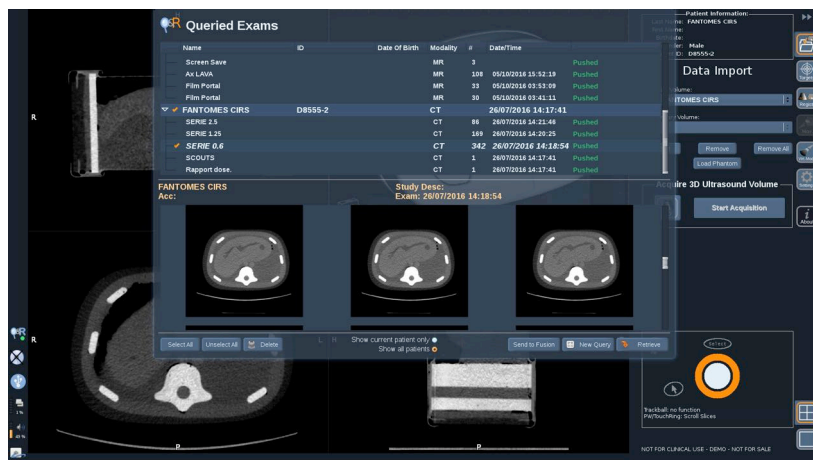 Queried Exams
Name ID Date Of Birth Modality # Date/Time
Screen Save MR 3 Pushed
Ax LAVA MR 108 05/10/2016 15:52:19 Pushed
Film Portal MR 33 05/10/2016 03:53:09 Pushed
Film Portal MR 30 05/10/2016 03:41:11 Pushed
FANTOMES CIRS D8555-2 CT 26/07/2016 14:17:41
SERIE 2.5 CT 86 26/07/2016 14:21:46 Pushed
SERIE 1.25 CT 169 26/07/2016 14:20:25 Pushed
SERIE 0.6 CT 342 26/07/2016 14:18:54 Pushed
SCOUTS CT 1 26/07/2016 14:17:41 Pushed
Rapport dose. CT 1 26/07/2016 14:17:41 Pushed
FANTOMES CIRS Study Desc:
Acc: Exam: 26/07/2016 14:18:54
Select All Unselect All Delete
L H Show current patient only
Show all patients
Send to Fusion New Query Retrieve
R
R
P
P
Patient Information:
FANTOMES CIRS
Male
D8555-2
Data Import
TOMES CIRS
Volume:
Remove Remove All
Load Phantom
Acquire 3D Ultrasound Volume
Start Acquisition
About
SELECT
Trackball: no function
PW/TouchRing: Scroll Slices
NOT FOR CLINICAL USE - DEMO - NOT FOR SALE
1 %
43 %